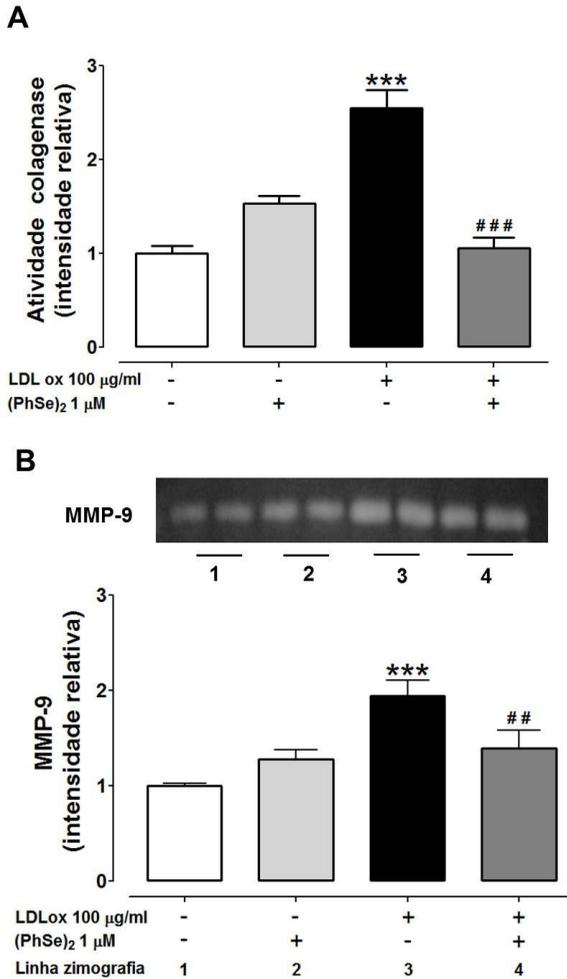 A
Atividade colagenase
(intensidade relativa)
3
2
1
0
***
###
LDL ox 100 μg/ml - - + +
(PhSe)₂ 1 μM - + - +
B
MMP-9
1 2 3 4
MMP-9
(intensidade relativa)
3
2
1
0
***
##
LDLox 100 μg/ml - - + +
(PhSe)₂ 1 μM - + - +
Linha zimografia 1 2 3 4